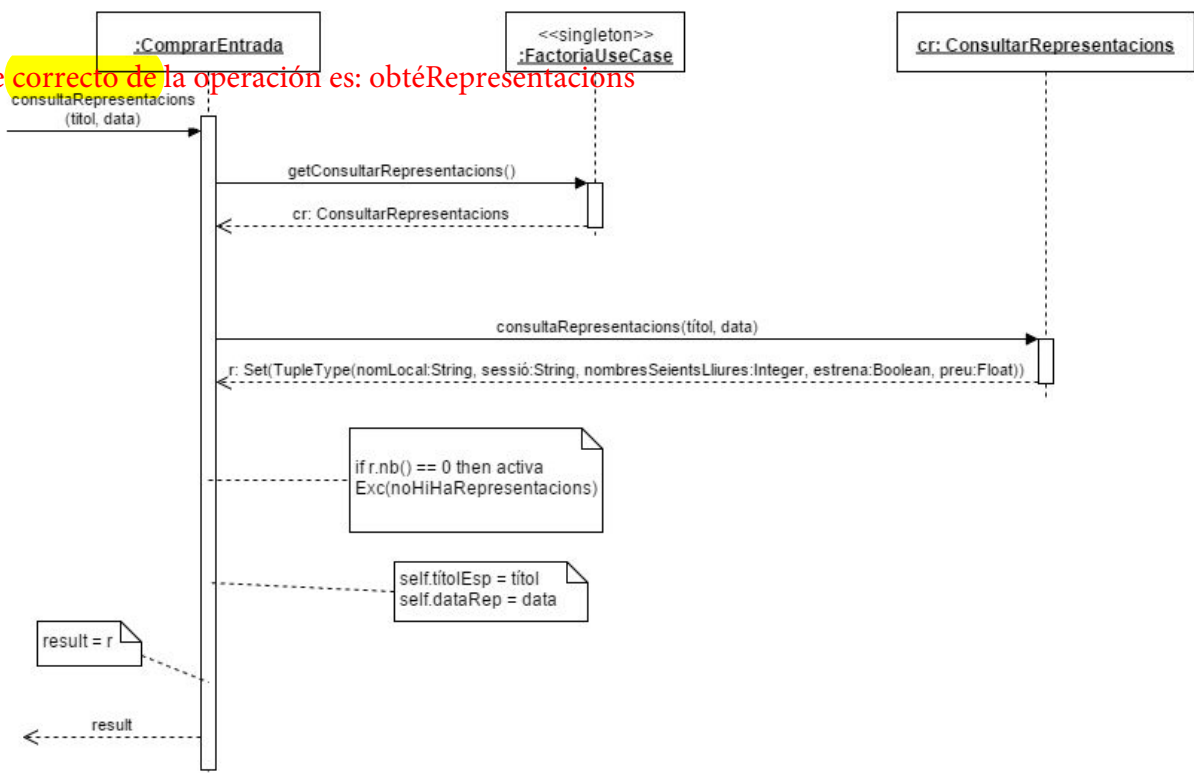 :ComprarEntrada
<<singleton>>
:FactoriaUseCase
cr: ConsultarRepresentacions
e correcto de la operación es: obtéRepresentacions
consultaRepresentacions
(títol, data)
getConsultarRepresentacions()
cr: ConsultarRepresentacions
consultaRepresentacions(títol, data)
r: Set(TupleType(nomLocal:String, sessió:String, nombresSeientsLliures:Integer, estrena:Boolean, preu:Float))
if r.nb() == 0 then activa
Exc(noHiHaRepresentacions)
self.títolEsp = títol
self.dataRep = data
result = r
result